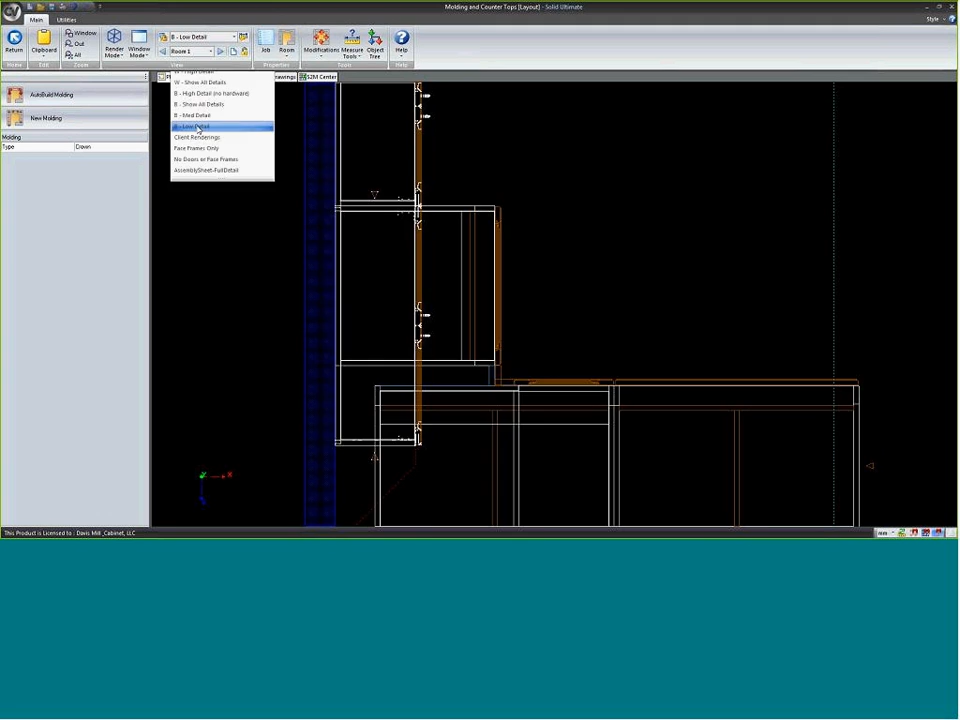 Molding and Counter Tops [Layout] - Solid Ultimate
Main
Utilities
Style
Return
Clipboard
Window
Out
All
Render Mode
Window Mode
B - Low Detail
Room 1
Job
Room
Modifications
Measure Tools
Object Tree
Help
Home
Edit
Zoom
View
Properties
Tools
Help
awings
S2M Center
AutoBuild Molding
New Molding
Molding
Type
Drawn
W - Show All Details
B - High Detail (no hardware)
B - Show All Details
B - Med Detail
B - Low Detail
Client Renderings
Face Frames Only
No Doors or Face Frames
AssemblySheet-FullDetail
X
Y
This Product is Licensed to : Davis Mill_Cabinet, LLC
mm